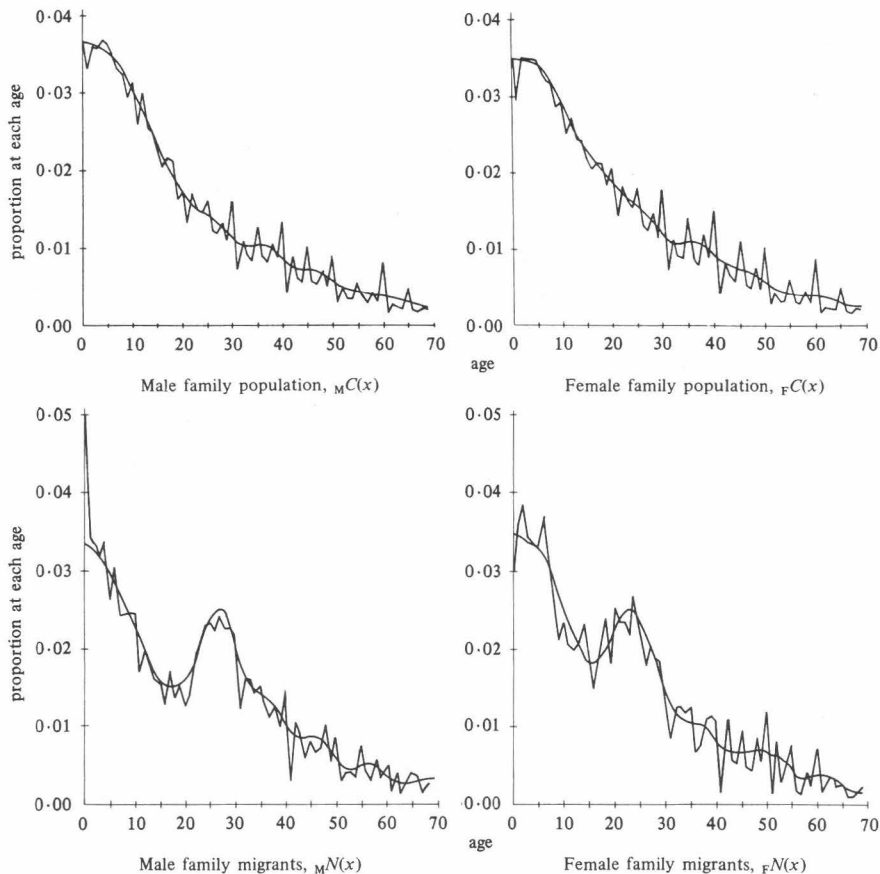 0·04
0·03
0·02
0·01
0·00
proportion at each age
0 10 20 30 40 50 60 70
Male family population, MC(x)
0·04
0·03
0·02
0·01
0·00
0 10 20 30 40 50 60 70
age
Female family population, FC(x)
0·05
0·04
0·03
0·02
0·01
0·00
proportion at each age
0 10 20 30 40 50 60 70
Male family migrants, MN(x)
0·05
0·04
0·03
0·02
0·01
·0·00
0 10 20 30 40 50 60 70
age
Female family migrants, FN(x)